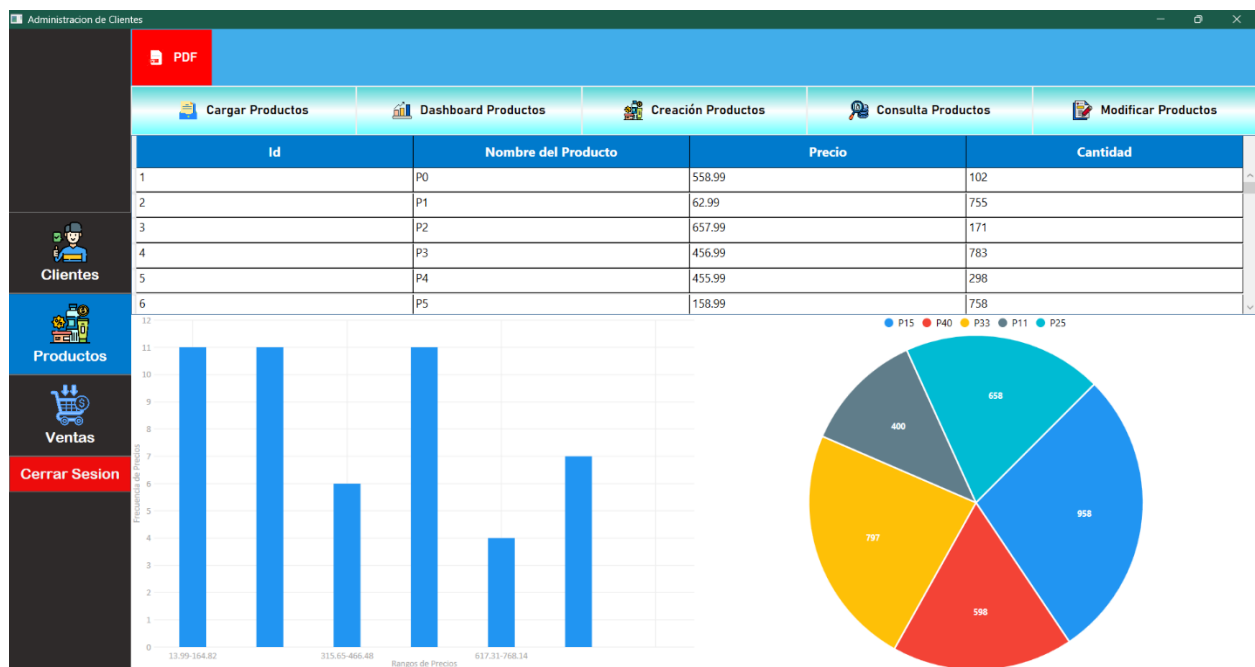 Administracion de Clientes
PDF
Cargar Productos
Dashboard Productos
Creación Productos
Consulta Productos
Modificar Productos
Id Nombre del Producto Precio Cantidad
1 P0 558.99 102
2 P1 62.99 755
3 P2 657.99 171
4 P3 456.99 783
5 P4 455.99 298
6 P5 158.99 758
Clientes
Productos
Ventas
Cerrar Sesion
12
11
10
9
8
7
6
5
4
3
2
1
0
Frecuencia de Precios
13.99-164.82 315.65-466.48 617.31-768.14
Rangos de Precios
P15 P40 P33 P11 P25
658
400
958
797
598